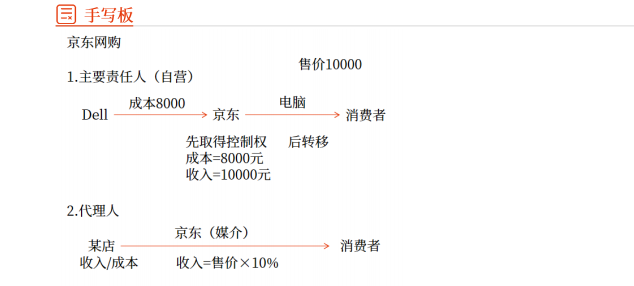 手写板
京东网购
售价10000
1.主要责任人（自营）
成本8000 电脑
Dell 京东 消费者
先取得控制权 后转移
成本=8000元
收入=10000元
2.代理人
京东（媒介）
某店 消费者
收入/成本 收入=售价×10%